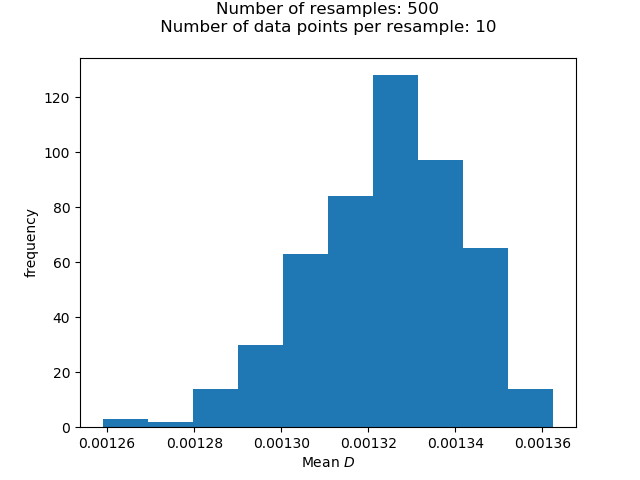 Number of resamples: 500
Number of data points per resample: 10
120
100
80
60
40
20
0
frequency
0.00126 0.00128 0.00130 0.00132 0.00134 0.00136
Mean D